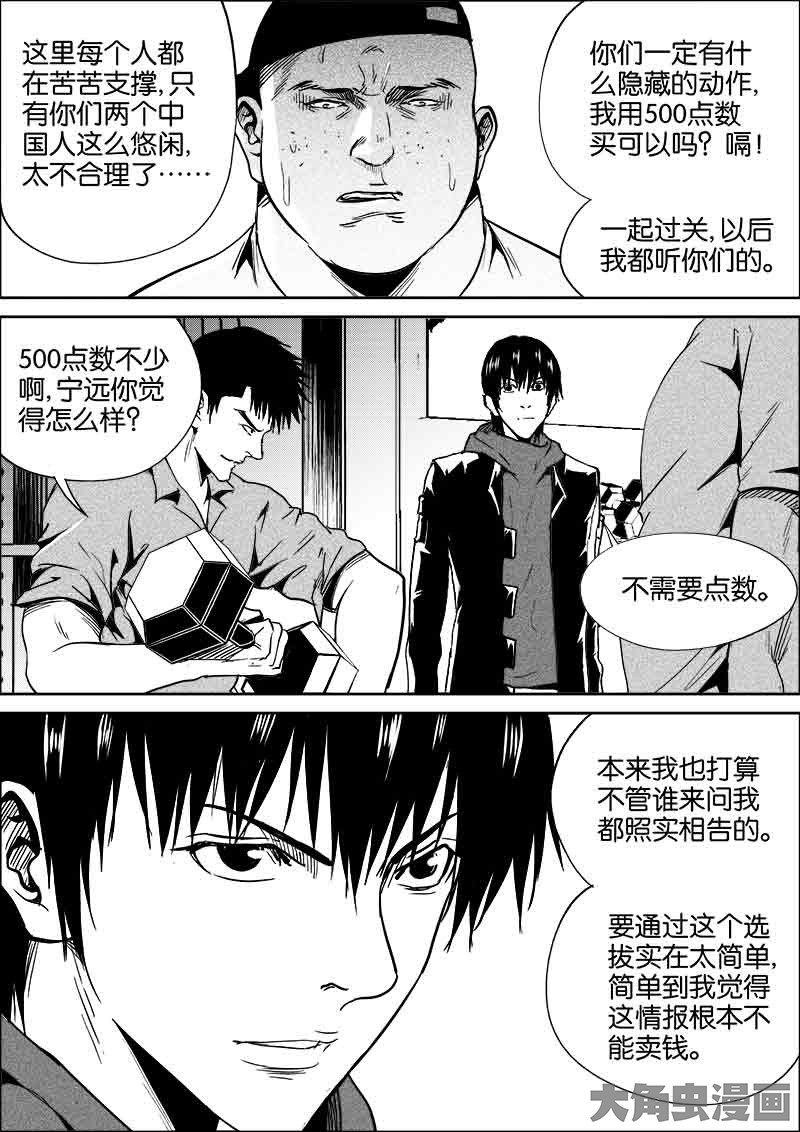 这里每个人都
在苦苦支撑,只
有你们两个中
国人这么悠闲,
太不合理了……
你们一定有什
么隐藏的动作,
我用500点数
买可以吗？嗝！
一起过关,以后
我都听你们的。
500点数不少
啊,宁远你觉
得怎么样？
不需要点数。
本来我也打算
不管谁来问我
都照实相告的。
要通过这个选
拔实在太简单,
简单到我觉得
这情报根本不
能卖钱。
大角虫漫画